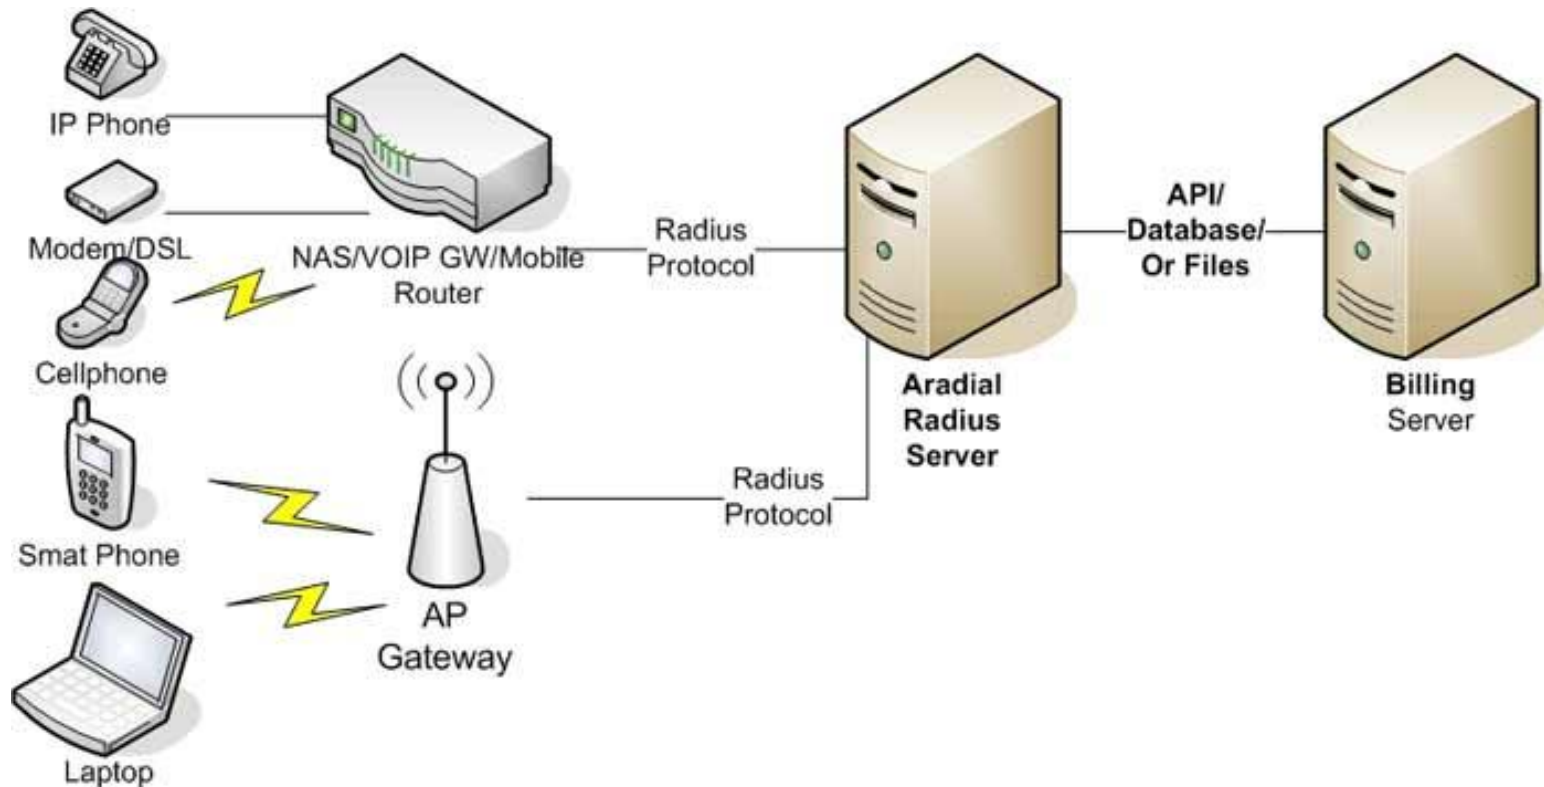 IP Phone
Modem/DSL
Cellphone
Smat Phone
Laptop
NAS/VOIP GW/Mobile
Router
AP
Gateway
Radius
Protocol
Radius
Protocol
Aradial
Radius
Server
API/
Database/
Or Files
Billing
Server